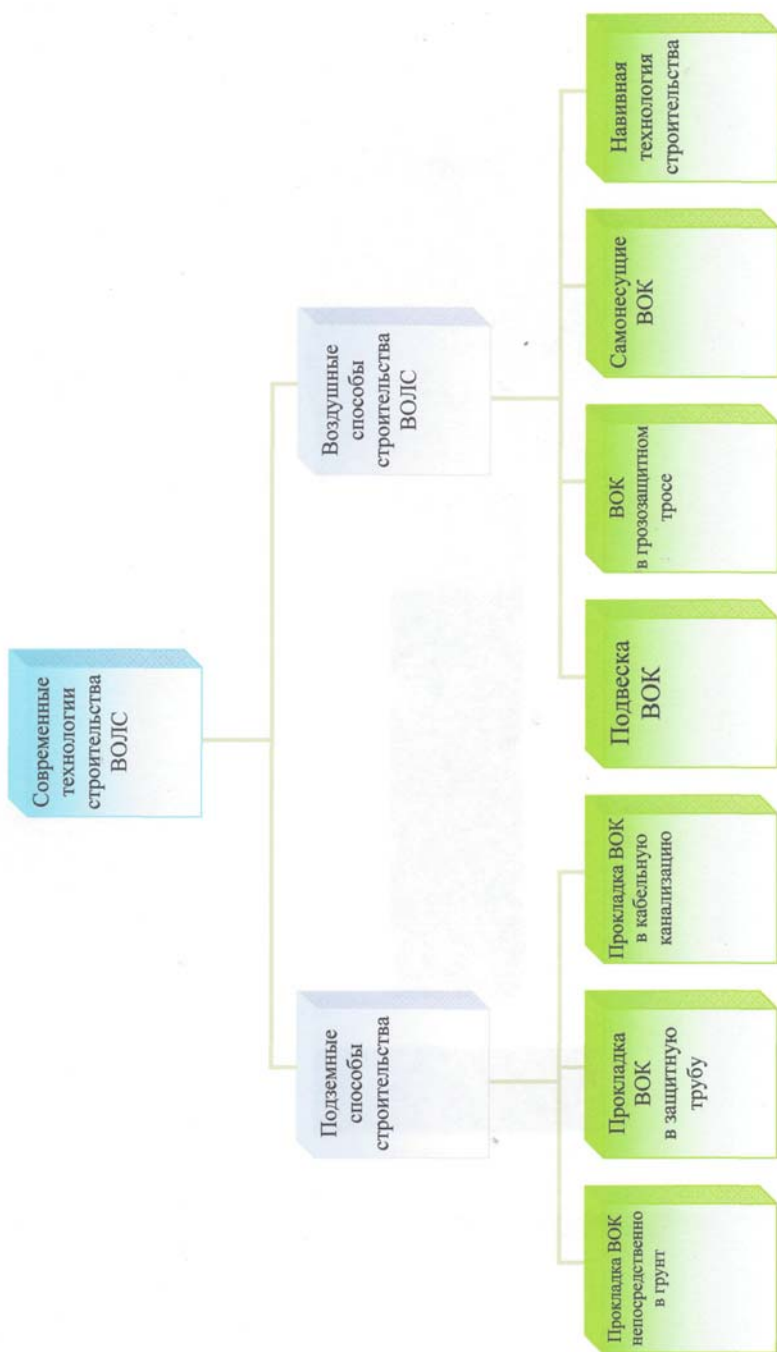 Современные
технологии
строительства
ВОЛС
Подземные
способы
строительства
Воздушные
способы
строительства
ВОЛС
Прокладка ВОК
непосредственно
в грунт
Прокладка
ВОК
в защитную
трубу
Прокладка ВОК
в кабельную
канализацию
Подвеска
ВОК
ВОК
в грозозащитном
тросе
Самонесущие
ВОК
Навивная
технология
строительства